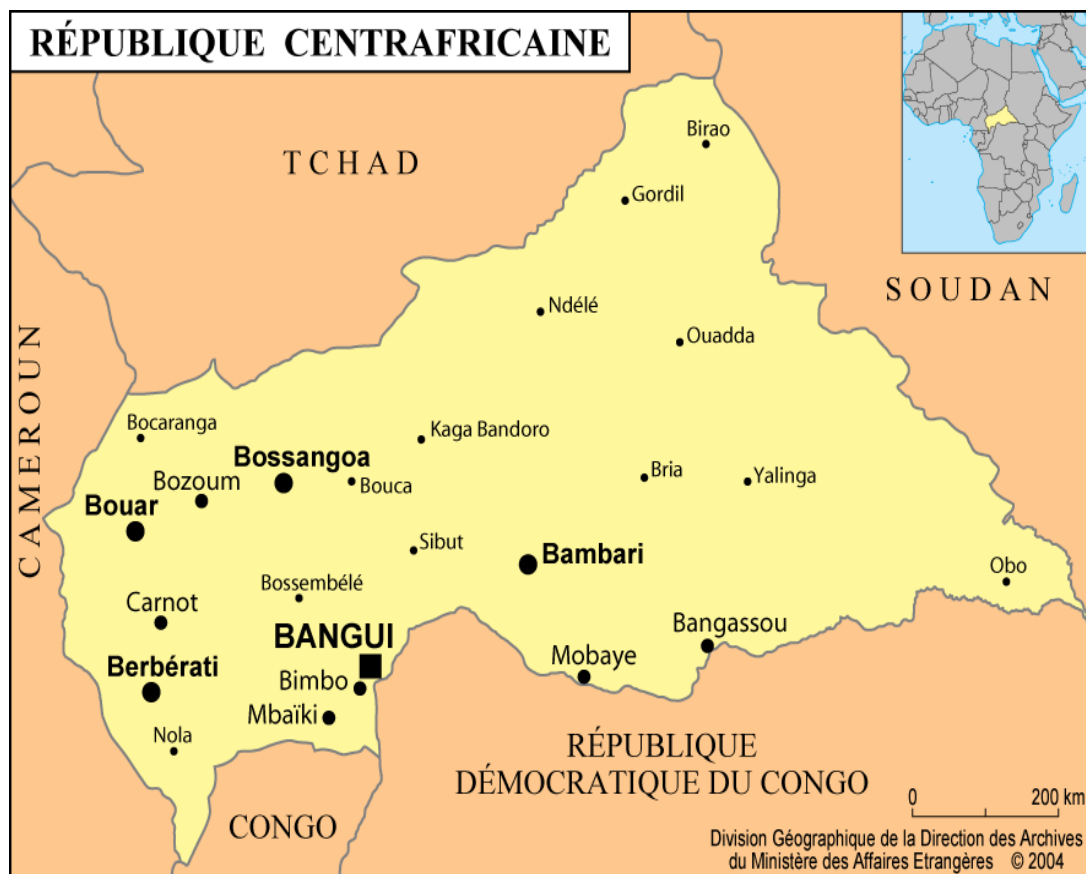 RÉPUBLIQUE CENTRAFRICAINE
TCHAD
Birao
Gordil
SOUDAN
Ndélé
Ouadda
CAMEROUN
Bocaranga
Kaga Bandoro
Bossangoa
Bozoum
Bouca
Bria
Yalinga
Bouar
Sibut
Bambari
Obo
Bossembélé
Carnot
BANGUI
Bangassou
Berbérati
Bimbo
Mobaye
Mbaïki
Nola
RÉPUBLIQUE
DÉMOCRATIQUE DU CONGO
CONGO
0 200 km
Division Géographique de la Direction des Archives
du Ministère des Affaires Etrangères © 2004